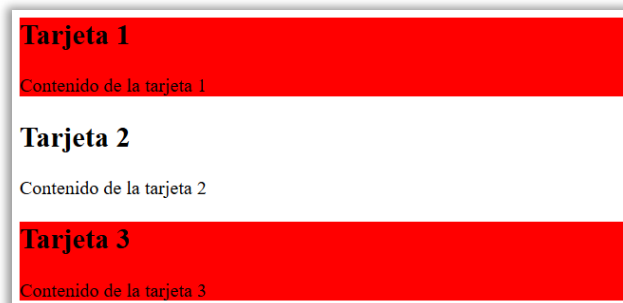 Tarjeta 1
Contenido de la tarjeta 1
Tarjeta 2
Contenido de la tarjeta 2
Tarjeta 3
Contenido de la tarjeta 3